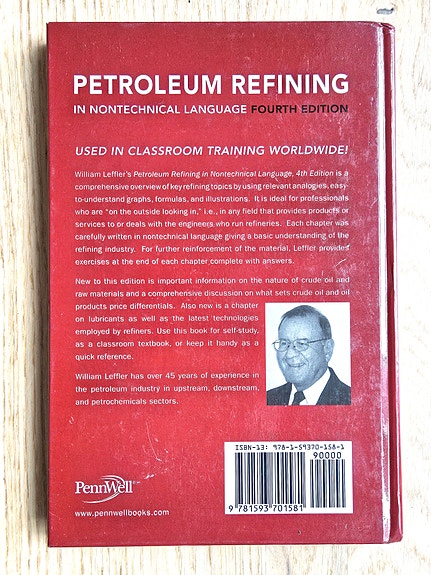 PETROLEUM REFINING
IN NONTECHNICAL LANGUAGE FOURTH EDITION
USED IN CLASSROOM TRAINING WORLDWIDE!
William Leffler's Petroleum Refining in Nontechnical Language, 4th Edition is a
comprehensive overview of key refining topics by using relevant analogies, easy-
to-understand graphs, formulas, and illustrations. It is ideal for professionals
who are "on the outside looking in," i.e., in any field that provides products or
services to or deals with the engineers who run refineries. Each chapter was
carefully written in nontechnical language giving a basic understanding of the
refining industry. For further reinforcement of the material, Leffler provides
exercises at the end of each chapter complete with answers.
New to this edition is important information on the nature of crude oil and
raw materials and a comprehensive discussion on what sets crude oil and oil
products price differentials. Also new is a chapter
on lubricants as well as the latest technologies
employed by refiners. Use this book for self-study,
as a classroom textbook, or keep it handy as a
quick reference.
William Leffler has over 45 years of experience in
the petroleum industry in upstream, downstream,
and petrochemicals sectors.
ISBN-13: 978-1-59370-158-1
90000
9 781593 701581
PennWell
www.pennwellbooks.com